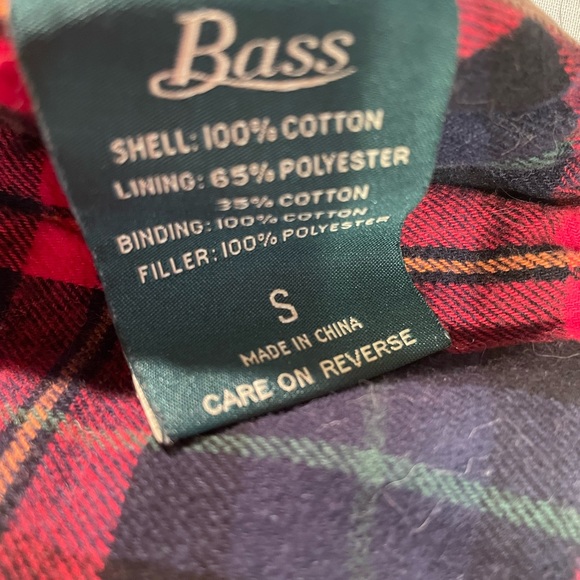 Bass
SHELL: 100% COTTON
LINING: 65% POLYESTER
35% COTTON
BINDING: 100% COTTON
FILLER: 100% POLYESTER
S
MADE IN CHINA
CARE ON REVERSE